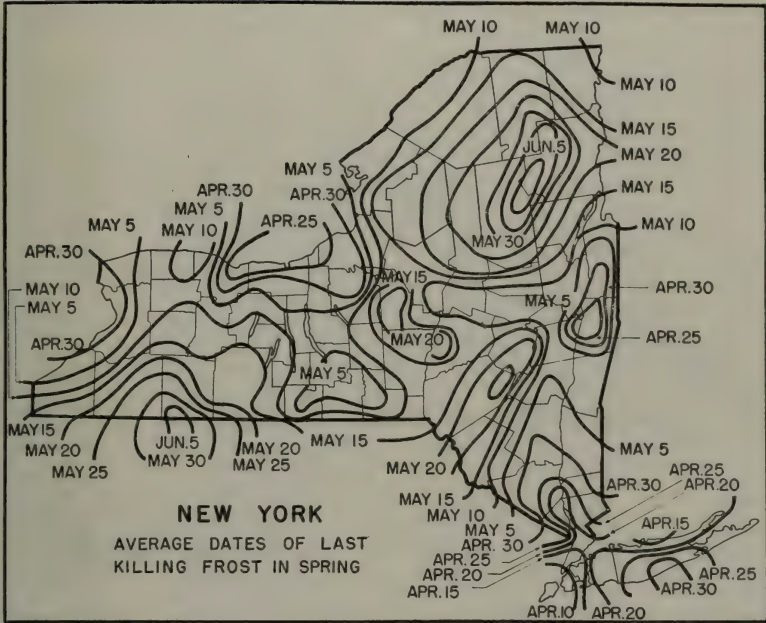 MAY 10
MAY 10
MAY 10
MAY 15
JUN.5
MAY 20
MAY 5
APR.30
APR.30
MAY 15
MAY 5
MAY 5
APR.25
MAY 10
MAY 10
APR.30
MAY 30
MAY 15
MAY 10
APR.30
MAY 5
MAY 5
MAY 20
APR.25
APR.30
MAY 5
MAY 15
JUN.5
MAY 20
MAY 15
MAY 5
MAY 20
MAY 30
MAY 25
MAY 20
MAY 25
APR.25
MAY 15
APR.30
APR.20
MAY 10
NEW YORK
MAY 5
APR.15
AVERAGE DATES OF LAST
APR. 30
KILLING FROST IN SPRING
APR.25
APR.25
APR. 20
APR.30
APR.15
APR.10
APR.20